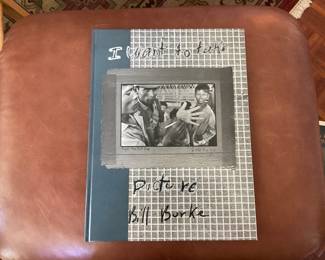 I want to take
Picture
Bill Burke